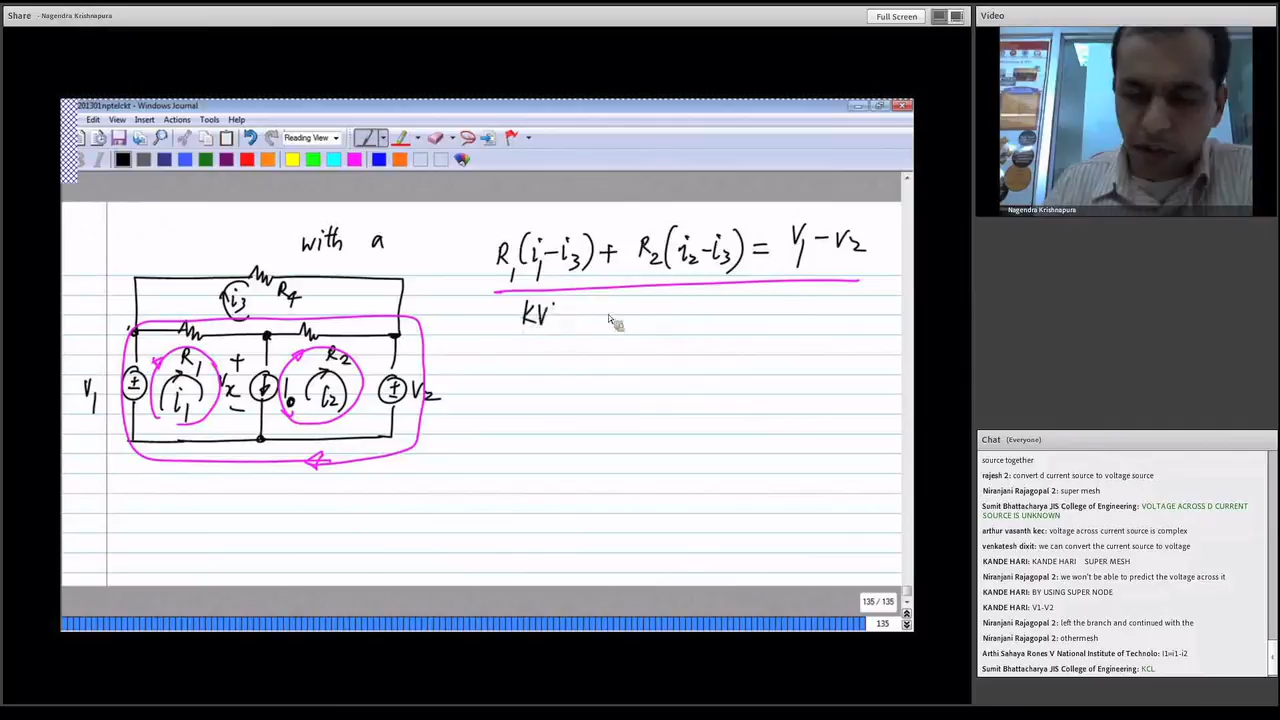 Share - Nagendra Krishnapura
Full Screen
Video
201301nptelckt - Windows Journal
Edit View Insert Actions Tools Help
Reading View
with a
R4
i3
R1
R2
+
Vx
-
V1
i1
I0
i2
V2
R1(i1-i3) + R2(i2-i3) = V1 - V2
KV
135 / 135
135
Nagendra Krishnapura
Chat (Everyone)
source together
rajesh 2: convert d current source to voltage source
Niranjani Rajagopal 2: super mesh
Sumit Bhattacharya JIS College of Engineering: VOLTAGE ACROSS D CURRENT
SOURCE IS UNKNOWN
arthur vasanth kec: voltage across current source is complex
venkatesh dixit: we can convert the current source to voltage
KANDE HARI: KANDE HARI SUPER MESH
Niranjani Rajagopal 2: we won't be able to predict the voltage across it
KANDE HARI: BY USING SUPER NODE
KANDE HARI: V1-V2
Niranjani Rajagopal 2: left the branch and continued with the
Niranjani Rajagopal 2: othermesh
Arthi Sahaya Rones V National Institute of Technolo: I1=i1-i2
Sumit Bhattacharya JIS College of Engineering: KCL